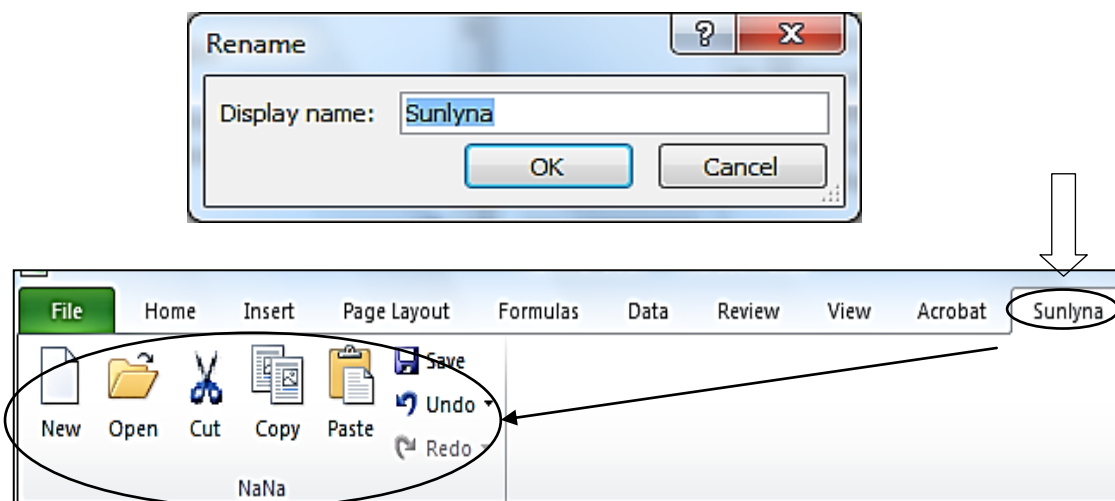 Rename
Display name: Sunlyna
OK Cancel
File Home Insert Page Layout Formulas Data Review View Acrobat Sunlyna
Save
Undo
New Open Cut Copy Paste
Redo
NaNa